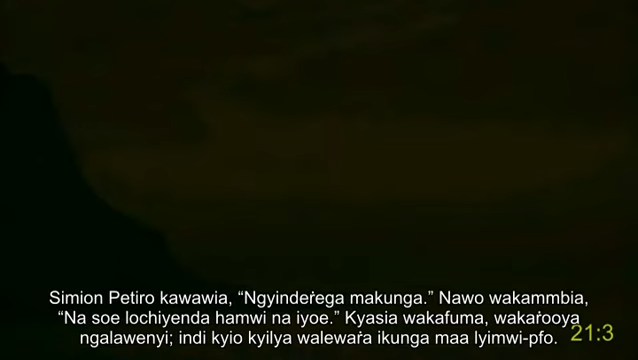 Simion Petiro kawawia, “Ngyindeṙega makunga.” Nawo wakammbia,
“Na soe lochiyenda hamwi na iyoe.” Kyasia wakafuma, wakaṙooya
ngalawenyi; indi kyio kyilya walewaṙa ikunga maa lyimwi-pfo.
21:3